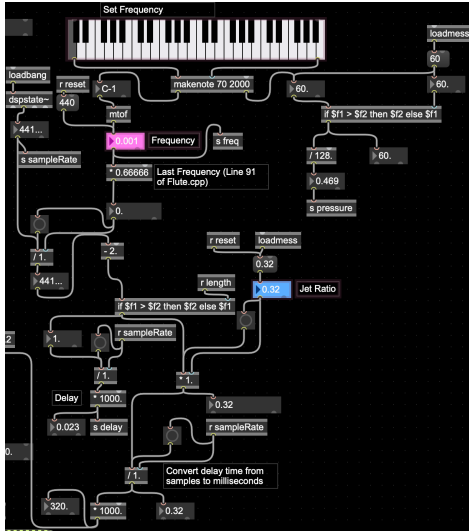 Set Frequency
loadmess
60
loadbang
r reset
C-1
makenote 70 2000
60.
60.
dspstate~
440
mtof
if $f1 > $f2 then $f2 else $f1
441...
0.001
Frequency
s freq
/ 128.
60.
s sampleRate
* 0.66666
Last Frequency (Line 91
of Flute.cpp)
0.469
s pressure
0.
r reset
loadmess
/ 1.
- 2.
0.32
441...
r length
0.32
Jet Ratio
if $f1 > $f2 then $f2 else $f1
1.
r sampleRate
2
/ 1.
* 1.
Delay
* 1000.
0.32
0.023
s delay
r sampleRate
0.
/ 1.
Convert delay time from
samples to milliseconds
320.
* 1000.
0.32